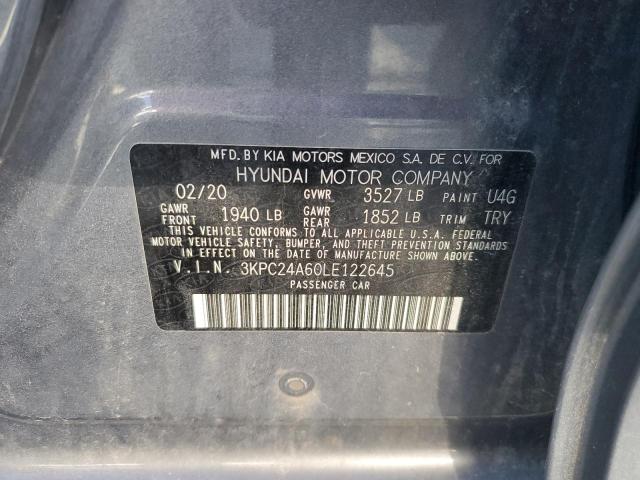 MFD. BY KIA MOTORS MEXICO S.A. DE C.V. FOR
HYUNDAI MOTOR COMPANY
02/20 GVWR 3527 LB PAINT U4G
GAWR FRONT 1940 LB GAWR REAR 1852 LB TRIM TRY
THIS VEHICLE CONFORMS TO ALL APPLICABLE U.S.A. FEDERAL
MOTOR VEHICLE SAFETY, BUMPER, AND THEFT PREVENTION STANDARDS
IN EFFECT ON THE DATE OF MANUFACTURE SHOWN ABOVE.
V.I.N. 3KPC24A60LE122645
PASSENGER CAR